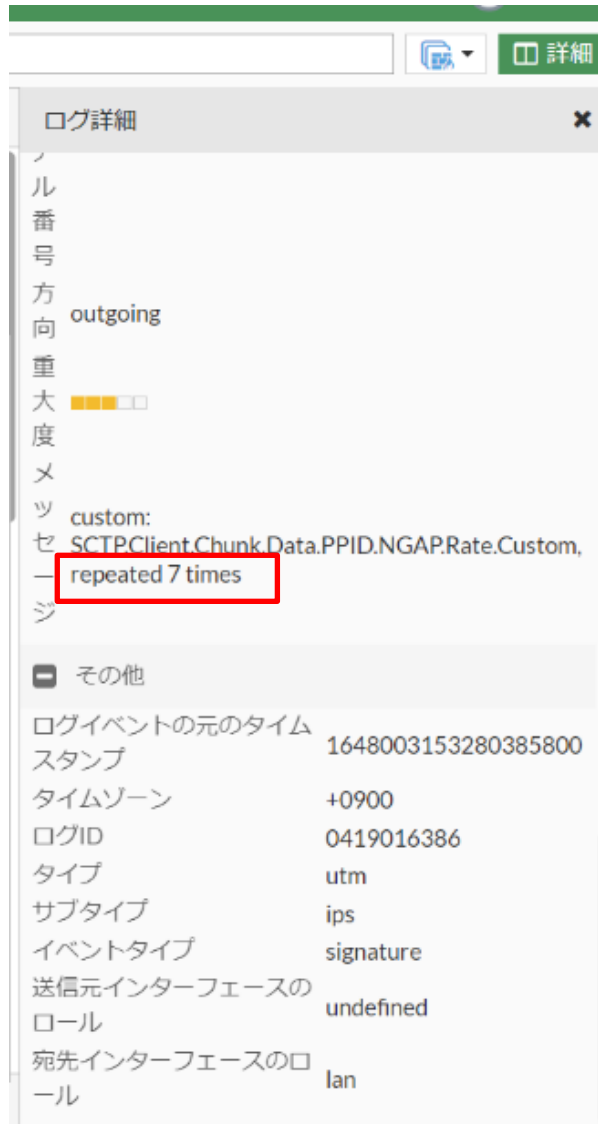 詳細
ログ詳細
ル
番
号
方
向
outgoing
重
大
度
メ
ッ
セ
ー
ジ
custom:
SCTP.Client.Chunk.Data.PPID.NGAP.Rate.Custom,
repeated 7 times
その他
ログイベントの元のタイム
スタンプ
1648003153280385800
タイムゾーン
+0900
ログID
0419016386
タイプ
utm
サブタイプ
ips
イベントタイプ
signature
送信元インターフェースの
ロール
undefined
宛先インターフェースのロ
ール
lan